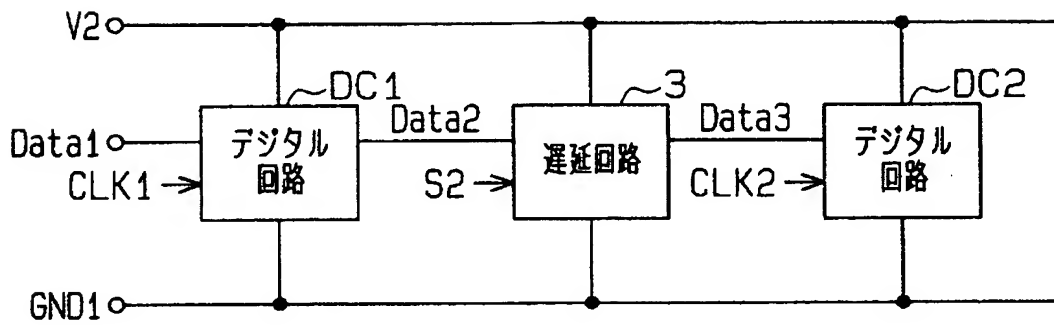 V2
DC1
3
DC2
Data1
デジタル
回路
Data2
遅延回路
Data3
デジタル
回路
CLK1
S2
CLK2
GND1